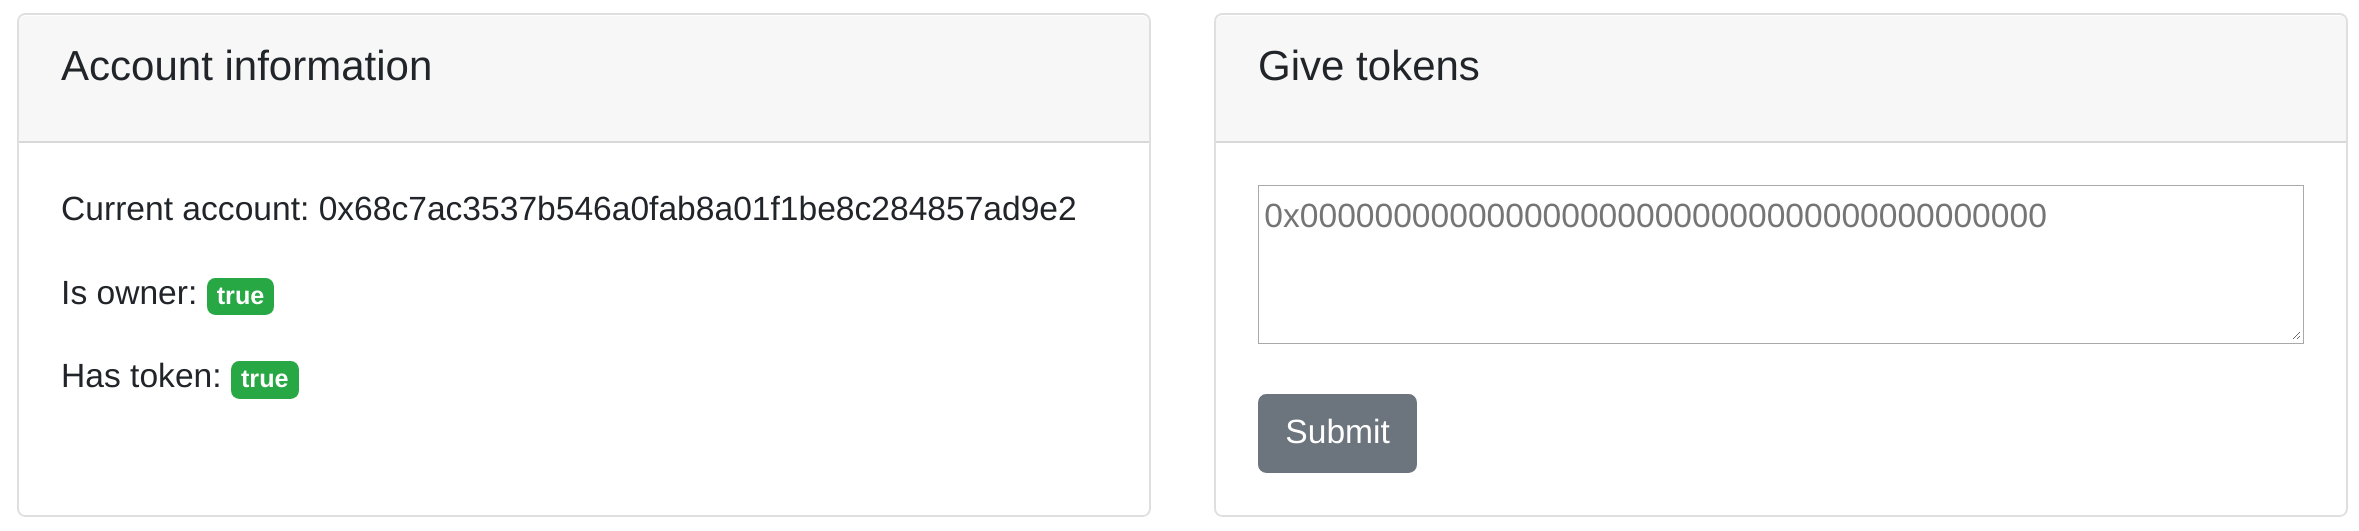 Account information
Current account: 0x68c7ac3537b546a0fab8a01f1be8c284857ad9e2
Is owner: true
Has token: true
Give tokens
0x0000000000000000000000000000000000000000
Submit